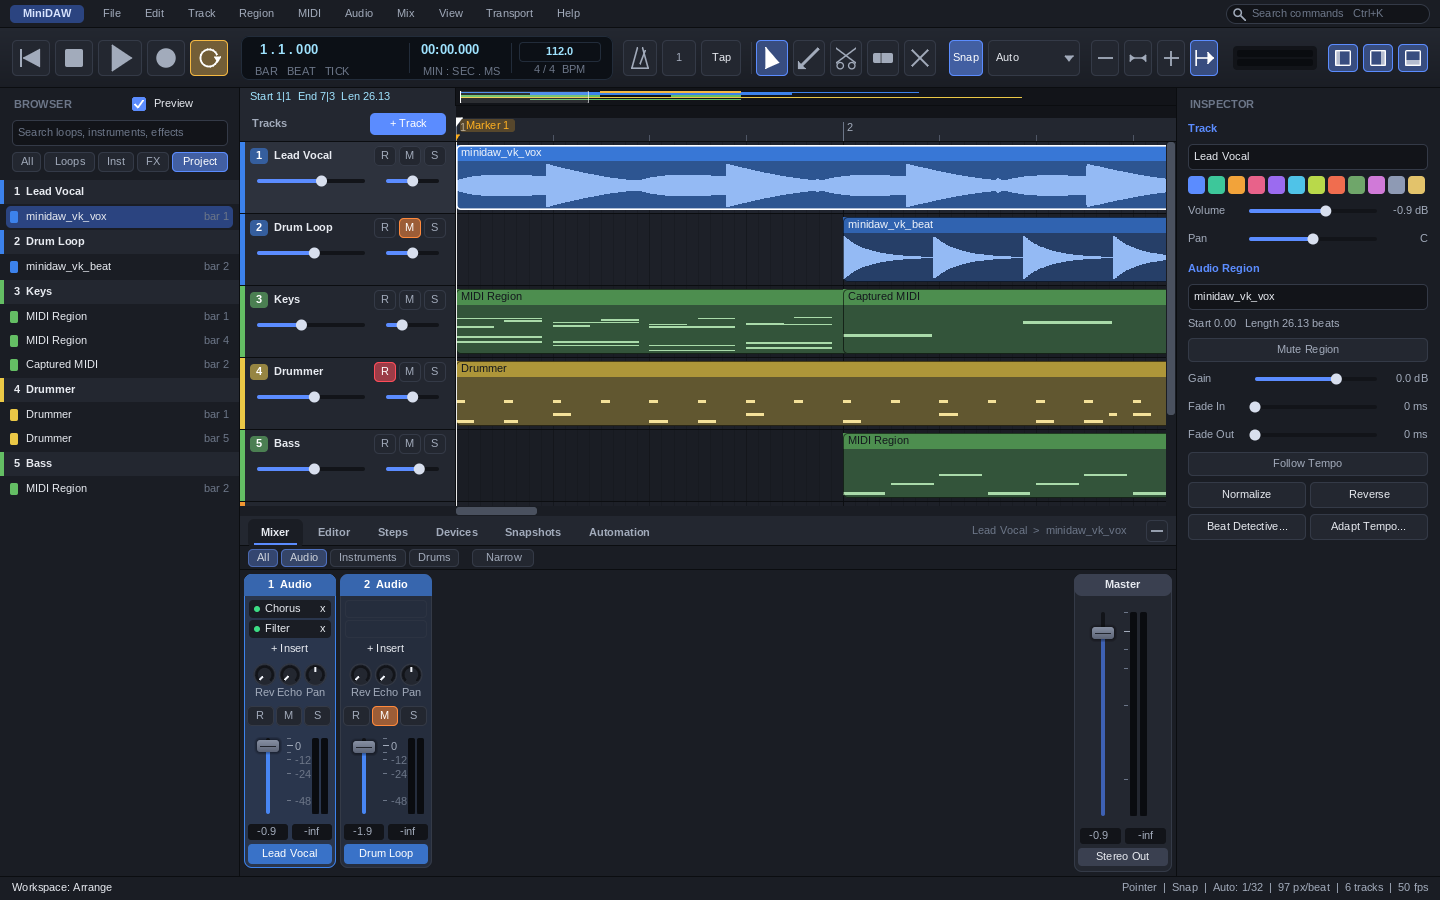 MiniDAW File Edit Track Region MIDI Audio Mix View Transport Help Search commands Ctrl+K
1 . 1 . 000 00:00.000 112.0
BAR BEAT TICK MIN : SEC . MS 4 / 4 BPM
1 Tap Snap Auto
BROWSER Preview
Search loops, instruments, effects
All Loops Inst FX Project
1 Lead Vocal
minidaw_vk_vox bar 1
2 Drum Loop
minidaw_vk_beat bar 2
3 Keys
MIDI Region bar 1
MIDI Region bar 4
Captured MIDI bar 2
4 Drummer
Drummer bar 1
Drummer bar 5
5 Bass
MIDI Region bar 2
Start 1|1 End 7|3 Len 26.13
Tracks + Track
1 Marker 1 2
1 Lead Vocal R M S
minidaw_vk_vox
2 Drum Loop R M S
minidaw_vk_beat
3 Keys R M S
MIDI Region Captured MIDI
4 Drummer R M S
Drummer
5 Bass R M S
MIDI Region
Mixer Editor Steps Devices Snapshots Automation Lead Vocal > minidaw_vk_vox
All Audio Instruments Drums Narrow
1 Audio 2 Audio Master
Chorus x
Filter x
+ Insert + Insert
Rev Echo Pan Rev Echo Pan
R M S R M S
0 0
-12 -12
-24 -24
-48 -48
-0.9 -inf -1.9 -inf -0.9 -inf
Lead Vocal Drum Loop Stereo Out
INSPECTOR
Track
Lead Vocal
Volume -0.9 dB
Pan C
Audio Region
minidaw_vk_vox
Start 0.00 Length 26.13 beats
Mute Region
Gain 0.0 dB
Fade In 0 ms
Fade Out 0 ms
Follow Tempo
Normalize Reverse
Beat Detective... Adapt Tempo...
Workspace: Arrange Pointer | Snap | Auto: 1/32 | 97 px/beat | 6 tracks | 50 fps